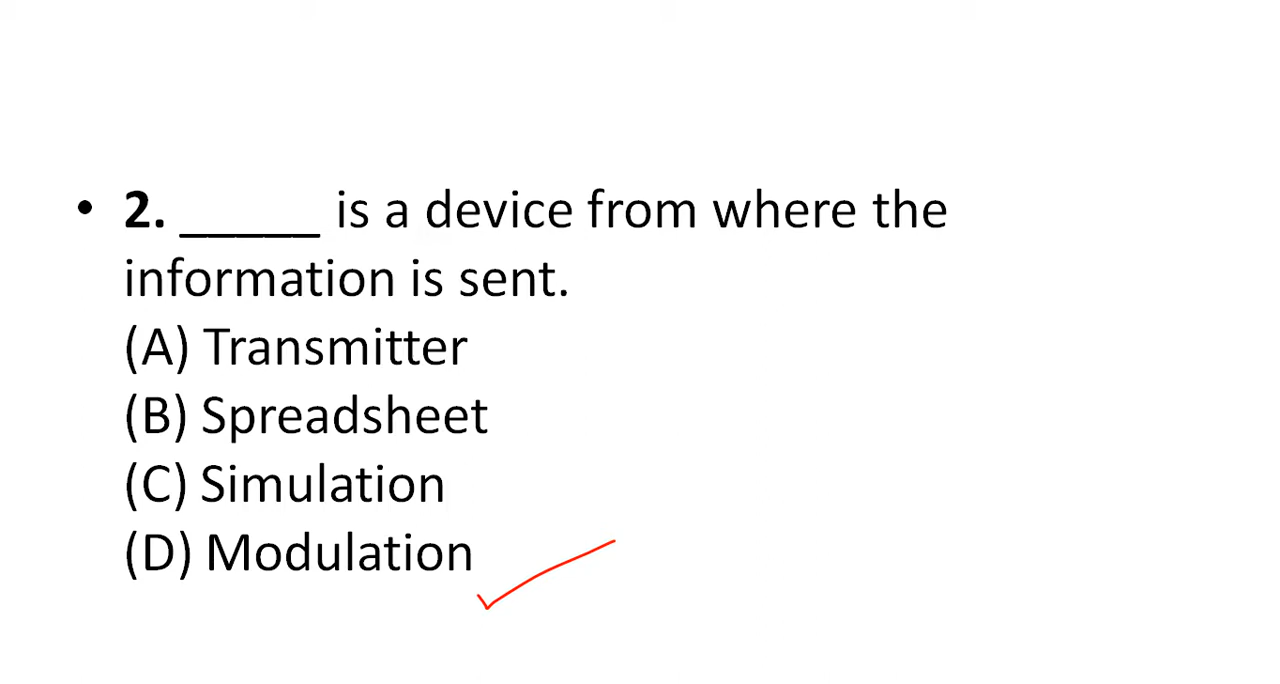 • 2. _____ is a device from where the
information is sent.
(A) Transmitter
(B) Spreadsheet
(C) Simulation
(D) Modulation